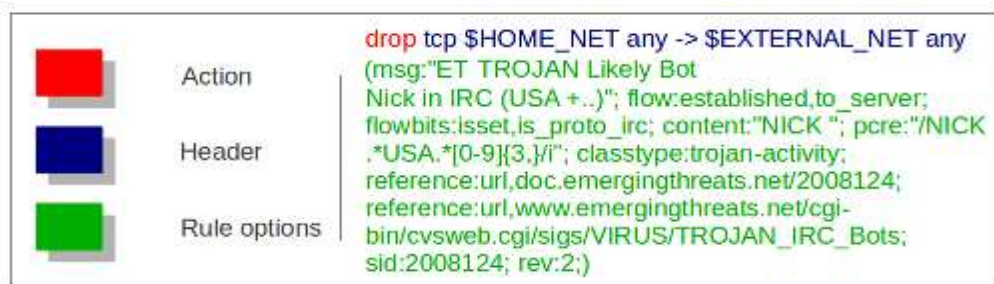 Action
Header
Rule options
drop tcp $HOME_NET any -> $EXTERNAL_NET any
(msg:"ET TROJAN Likely Bot
Nick in IRC (USA +..)"; flow:established,to_server;
flowbits:isset,is_proto_irc; content:"NICK "; pcre:"/NICK
.*USA.*[0-9]{3,}/i"; classtype:trojan-activity;
reference:url,doc.emergingthreats.net/2008124;
reference:url,www.emergingthreats.net/cgi-
bin/cvsweb.cgi/sigs/VIRUS/TROJAN_IRC_Bots;
sid:2008124; rev:2;)